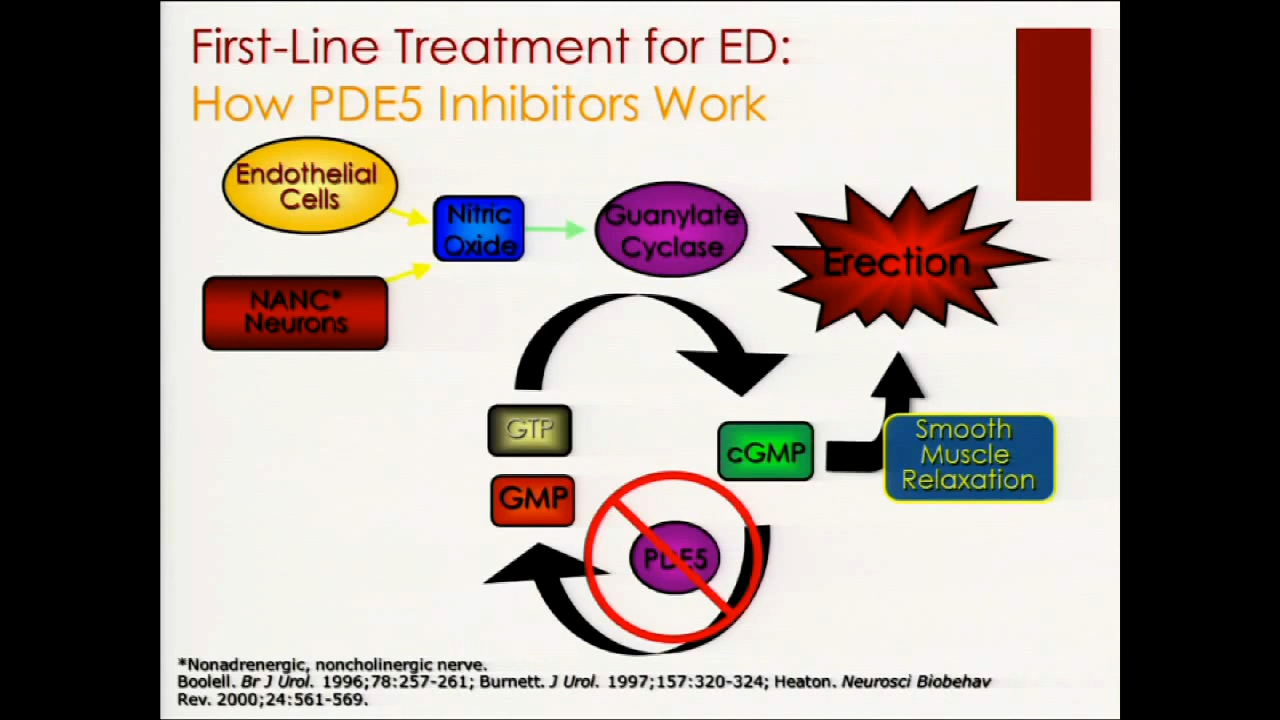 First-Line Treatment for ED:
How PDE5 Inhibitors Work
Endothelial
Cells
Nitric
Oxide
Guanylate
Cyclase
Erection
NANC*
Neurons
GTP
cGMP
Smooth
Muscle
Relaxation
GMP
PDE5
*Nonadrenergic, noncholinergic nerve.
Boolell. Br J Urol. 1996;78:257-261; Burnett. J Urol. 1997;157:320-324; Heaton. Neurosci Biobehav
Rev. 2000;24:561-569.